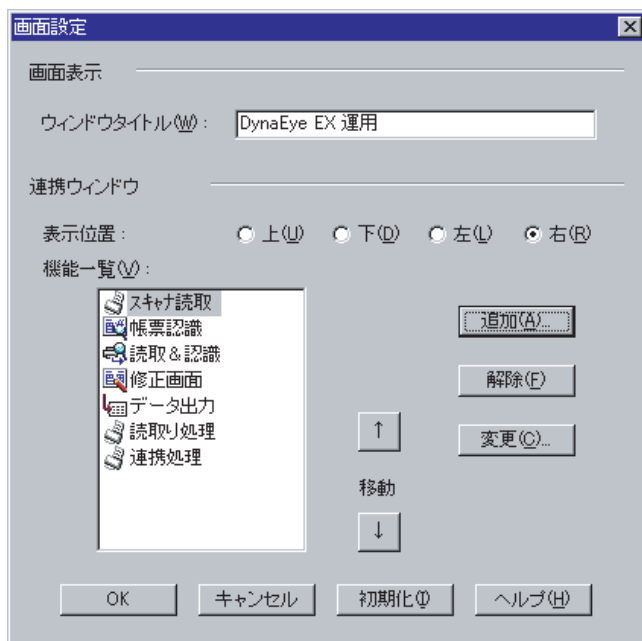 画面設定
画面表示
ウィンドウタイトル(W): DynaEye EX 運用
連携ウィンドウ
表示位置: 上(U) 下(D) 左(L) 右(R)
機能一覧(V):
スキャナ読取
帳票認識
読取&認識
修正画面
データ出力
読取り処理
連携処理
追加(A)...
解除(F)
変更(C)...
↑
移動
↓
OK キャンセル 初期化(I) ヘルプ(H)